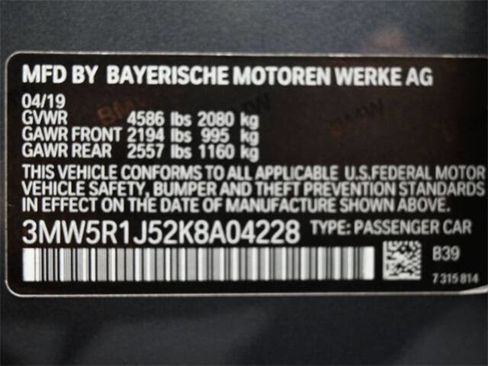 MFD BY BAYERISCHE MOTOREN WERKE AG
04/19
GVWR 4586 lbs 2080 kg
GAWR FRONT 2194 lbs 995 kg
GAWR REAR 2557 lbs 1160 kg
THIS VEHICLE CONFORMS TO ALL APPLICABLE U.S.FEDERAL MOTOR
VEHICLE SAFETY, BUMPER AND THEFT PREVENTION STANDARDS
IN EFFECT ON THE DATE OF MANUFACTURE SHOWN ABOVE.
3MW5R1J52K8A04228 TYPE: PASSENGER CAR
B39
7 315 814